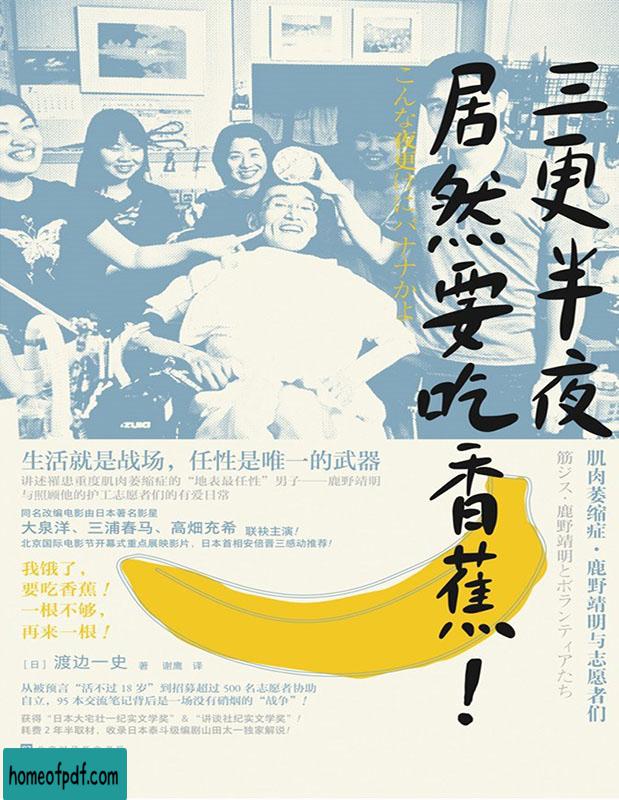 三更半夜
居然要吃香蕉！
こんな夜更けにバナナかよ
肌肉萎缩症·鹿野靖明与志愿者们
筋ジス·鹿野靖明とボランティアたち
生活就是战场，任性是唯一的武器
讲述罹患重度肌肉萎缩症的“地表最任性”男子——鹿野靖明
与照顾他的护工志愿者们的有爱日常
同名改编电影由日本著名影星
大泉洋、三浦春马、高畑充希 联袂主演！
北京国际电影节开幕式重点展映影片，日本首相安倍晋三感动推荐！
我饿了，
要吃香蕉！
一根不够，
再来一根！
［日］渡边一史 著 谢鹰 译
从被预言“活不过 18 岁”到招募超过 500 名志愿者协助
自立，95 本交流笔记背后是一场没有硝烟的“战争”！
获得“日本大宅壮一纪实文学奖”＆“讲谈社纪实文学奖”！
耗费 2 年半取材，收录日本泰斗级编剧山田太一独家解说！
homeofpdf.com